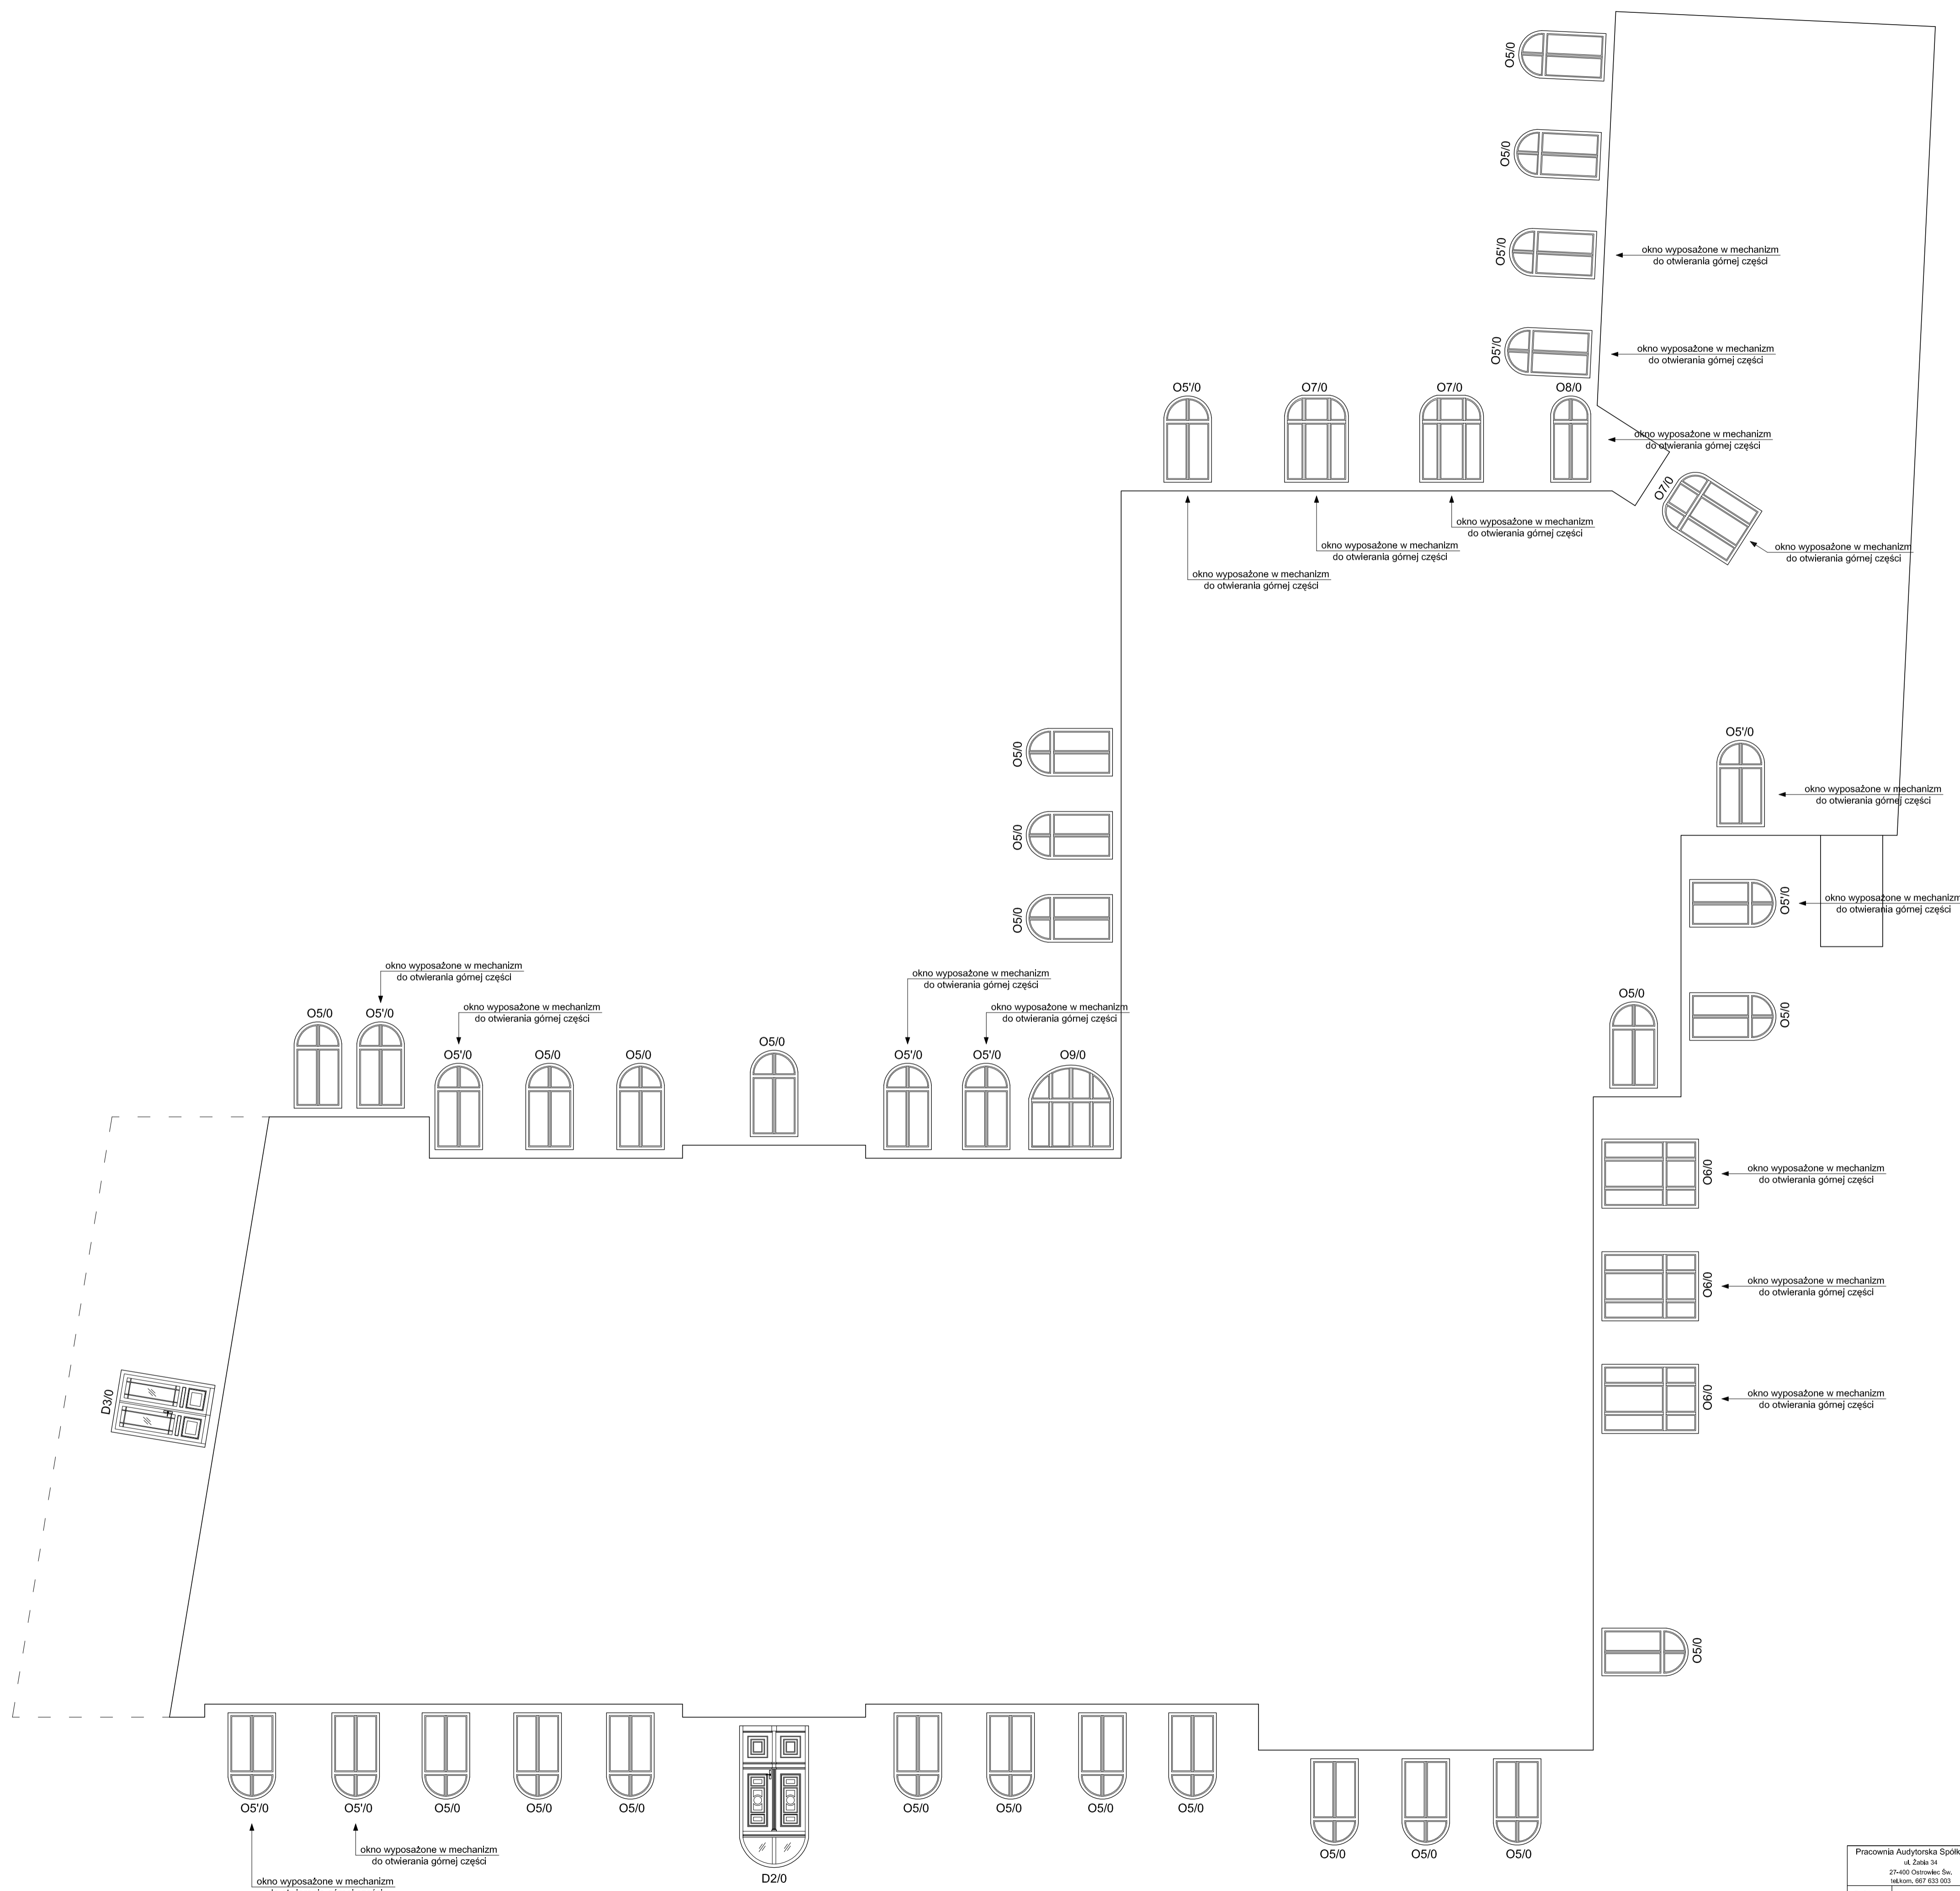 O5/0
O5/0
O5'/0
okno wyposażone w mechanizm
do otwierania górnej części
O5'/0
okno wyposażone w mechanizm
do otwierania górnej części
O5'/0
O7/0
O7/0
O8/0
okno wyposażone w mechanizm
do otwierania górnej części
O7/0
okno wyposażone w mechanizm
do otwierania górnej części
okno wyposażone w mechanizm
do otwierania górnej części
okno wyposażone w mechanizm
do otwierania górnej części
okno wyposażone w mechanizm
do otwierania górnej części
O5/0
O5'/0
okno wyposażone w mechanizm
do otwierania górnej części
O5/0
O5'/0
okno wyposażone w mechanizm
do otwierania górnej części
O5/0
okno wyposażone w mechanizm
do otwierania górnej części
okno wyposażone w mechanizm
do otwierania górnej części
O5/0
O5/0
okno wyposażone w mechanizm
do otwierania górnej części
okno wyposażone w mechanizm
do otwierania górnej części
O5/0
O5'/0
O5/0
O5'/0
O5/0
O5/0
O5'/0
O5'/0
O9/0
O6/0
okno wyposażone w mechanizm
do otwierania górnej części
O6/0
okno wyposażone w mechanizm
do otwierania górnej części
O6/0
okno wyposażone w mechanizm
do otwierania górnej części
D3/0
O5/0
O5'/0
O5'/0
O5/0
O5/0
O5/0
O5/0
O5/0
O5/0
O5/0
okno wyposażone w mechanizm
do otwierania górnej części
O5/0
O5/0
O5/0
D2/0
okno wyposażone w mechanizm
Pracownia Audytorska
ul. Żabia 34
27-400 Ostrowiec Św.
tel.kom. 667 633 003